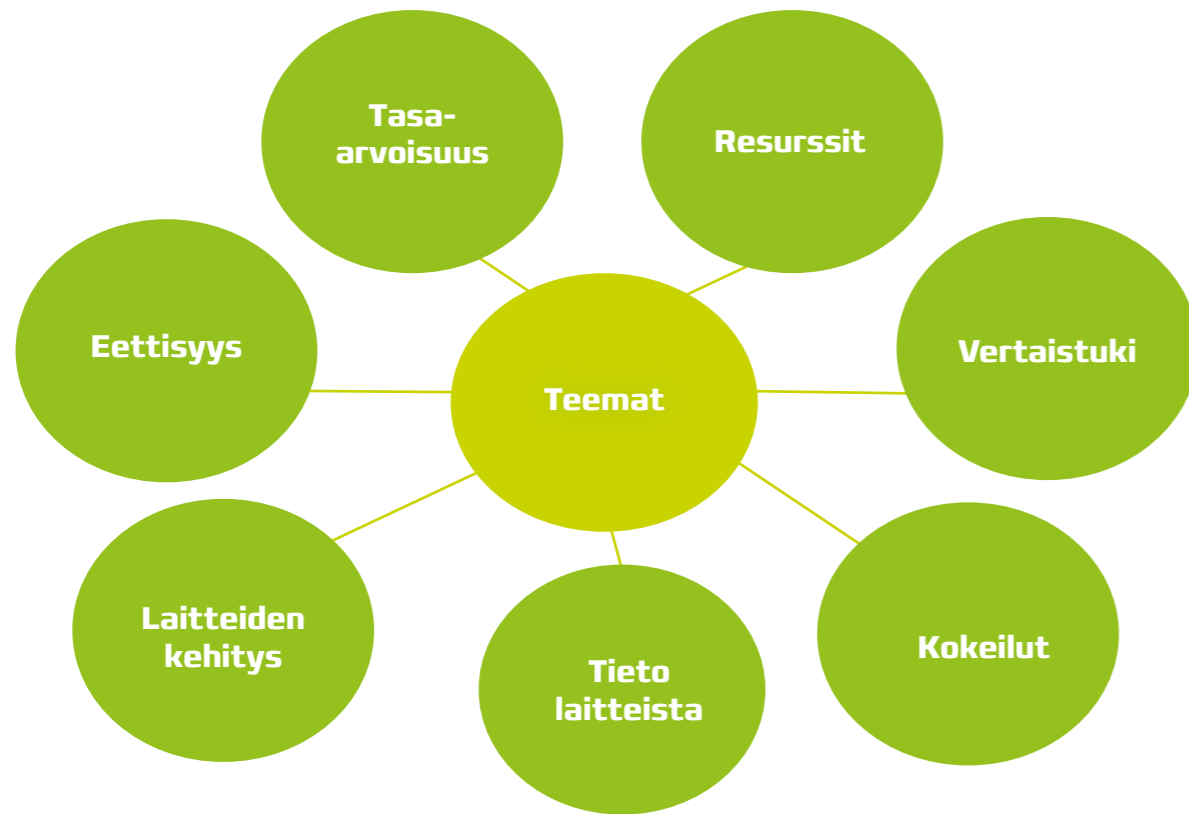 Tasa-
arvoisuus
Resurssit
Eettisyys
Vertaistuki
Teemat
Laitteiden
kehitys
Tieto
laitteista
Kokeilut